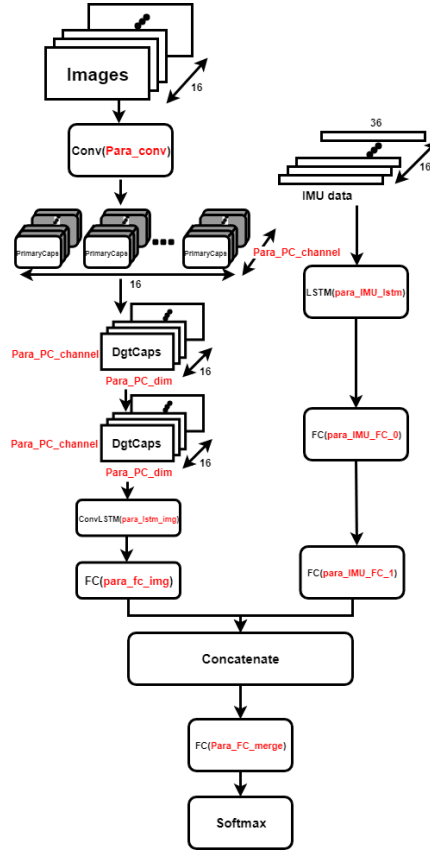 Images
16
Conv(Para_conv)
PrimaryCaps
PrimaryCaps
PrimaryCaps
Para_PC_channel
16
Para_PC_channel
DgtCaps
16
Para_PC_dim
Para_PC_channel
DgtCaps
16
Para_PC_dim
ConvLSTM(para_lstm_img)
FC(para_fc_img)
36
16
IMU data
LSTM(para_IMU_lstm)
FC(para_IMU_FC_0)
FC(para_IMU_FC_1)
Concatenate
FC(Para_FC_merge)
Softmax